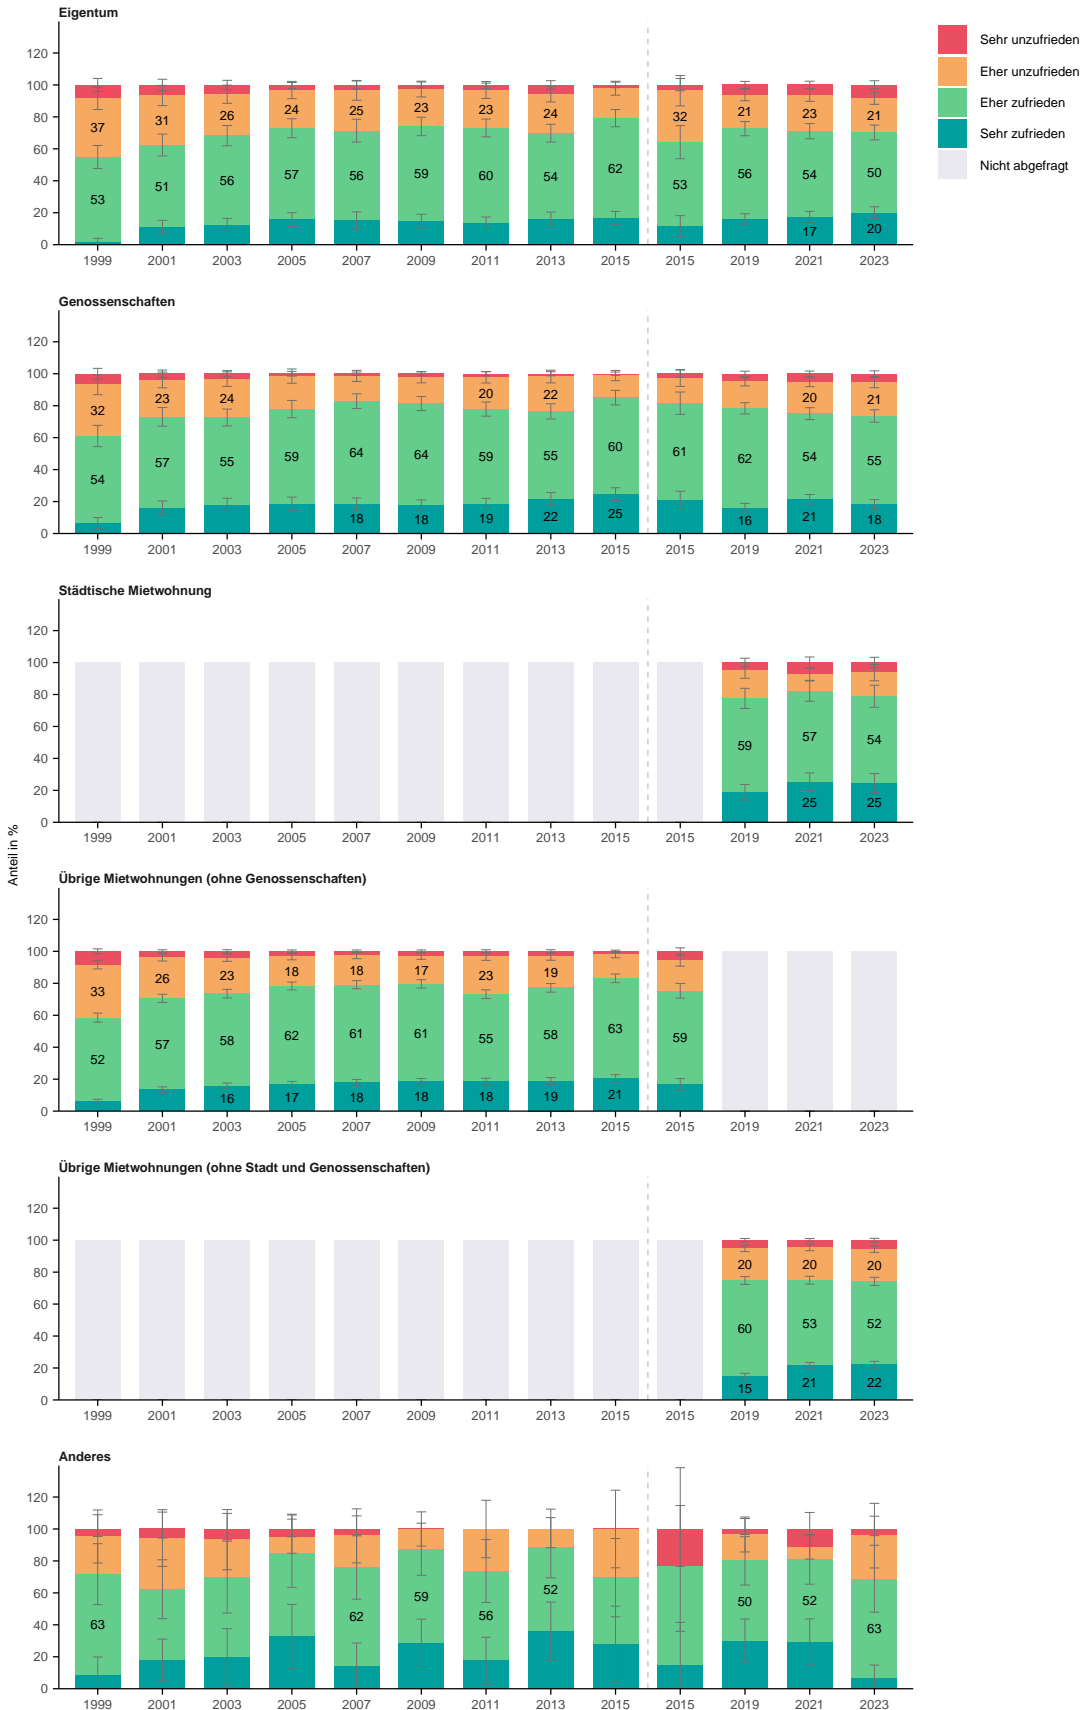 Eigentum
120
100
80
60
40
20
0
37 31 26 24 25 23 23 24 32 21 23 21
53 51 56 57 56 59 60 54 62 53 56 54 50
17 20
1999 2001 2003 2005 2007 2009 2011 2013 2015 2015 2019 2021 2023
Sehr unzufrieden
Eher unzufrieden
Eher zufrieden
Sehr zufrieden
Nicht abgefragt
Genossenschaften
120
100
80
60
40
20
0
32 23 24 20 22 20 21
54 57 55 59 64 64 59 55 60 61 62 54 55
18 18 19 22 25 16 21 18
1999 2001 2003 2005 2007 2009 2011 2013 2015 2015 2019 2021 2023
Städtische Mietwohnung
120
100
80
60
40
20
0
59 57 54
25 25
1999 2001 2003 2005 2007 2009 2011 2013 2015 2015 2019 2021 2023
Anteil in %
Übrige Mietwohnungen (ohne Genossenschaften)
120
100
80
60
40
20
0
33 26 23 18 18 17 23 19
52 57 58 62 61 61 55 58 63 59
16 17 18 18 18 19 21
1999 2001 2003 2005 2007 2009 2011 2013 2015 2015 2019 2021 2023
Übrige Mietwohnungen (ohne Stadt und Genossenschaften)
120
100
80
60
40
20
0
20 20 20
60 53 52
15 21 22
1999 2001 2003 2005 2007 2009 2011 2013 2015 2015 2019 2021 2023
Anderes
120
100
80
60
40
20
0
63 62 59 56 52 50 52 63
1999 2001 2003 2005 2007 2009 2011 2013 2015 2015 2019 2021 2023